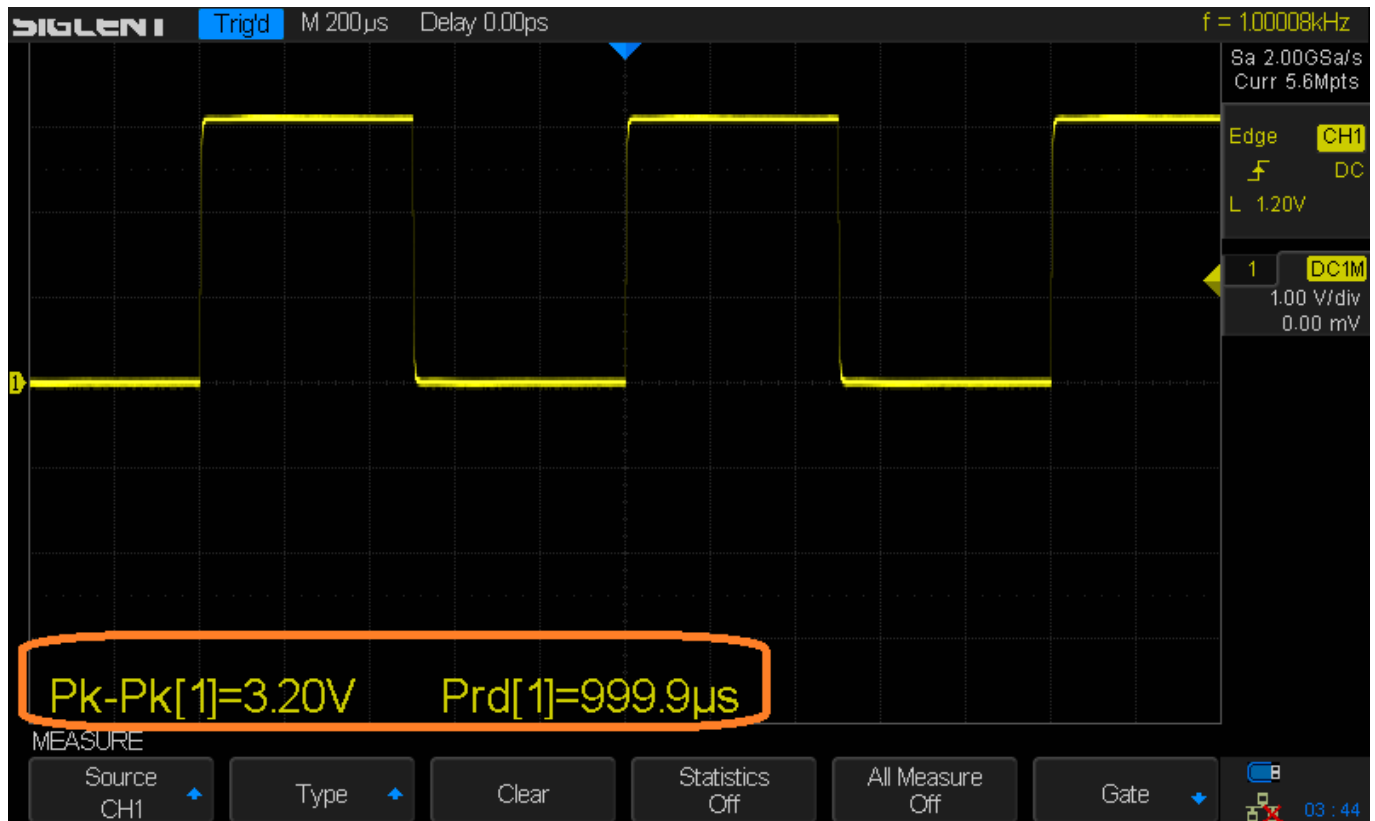 SIGLENT Trig'd M 200µs Delay 0.00ps f = 1.00008kHz
Sa 2.00GSa/s
Curr 5.6Mpts
Edge CH1
DC
L 1.20V
1 DC1M
1.00 V/div
0.00 mV
1
Pk-Pk[1]=3.20V Prd[1]=999.9µs
MEASURE
Source Type Clear Statistics All Measure Gate
CH1 Off Off
03 : 44